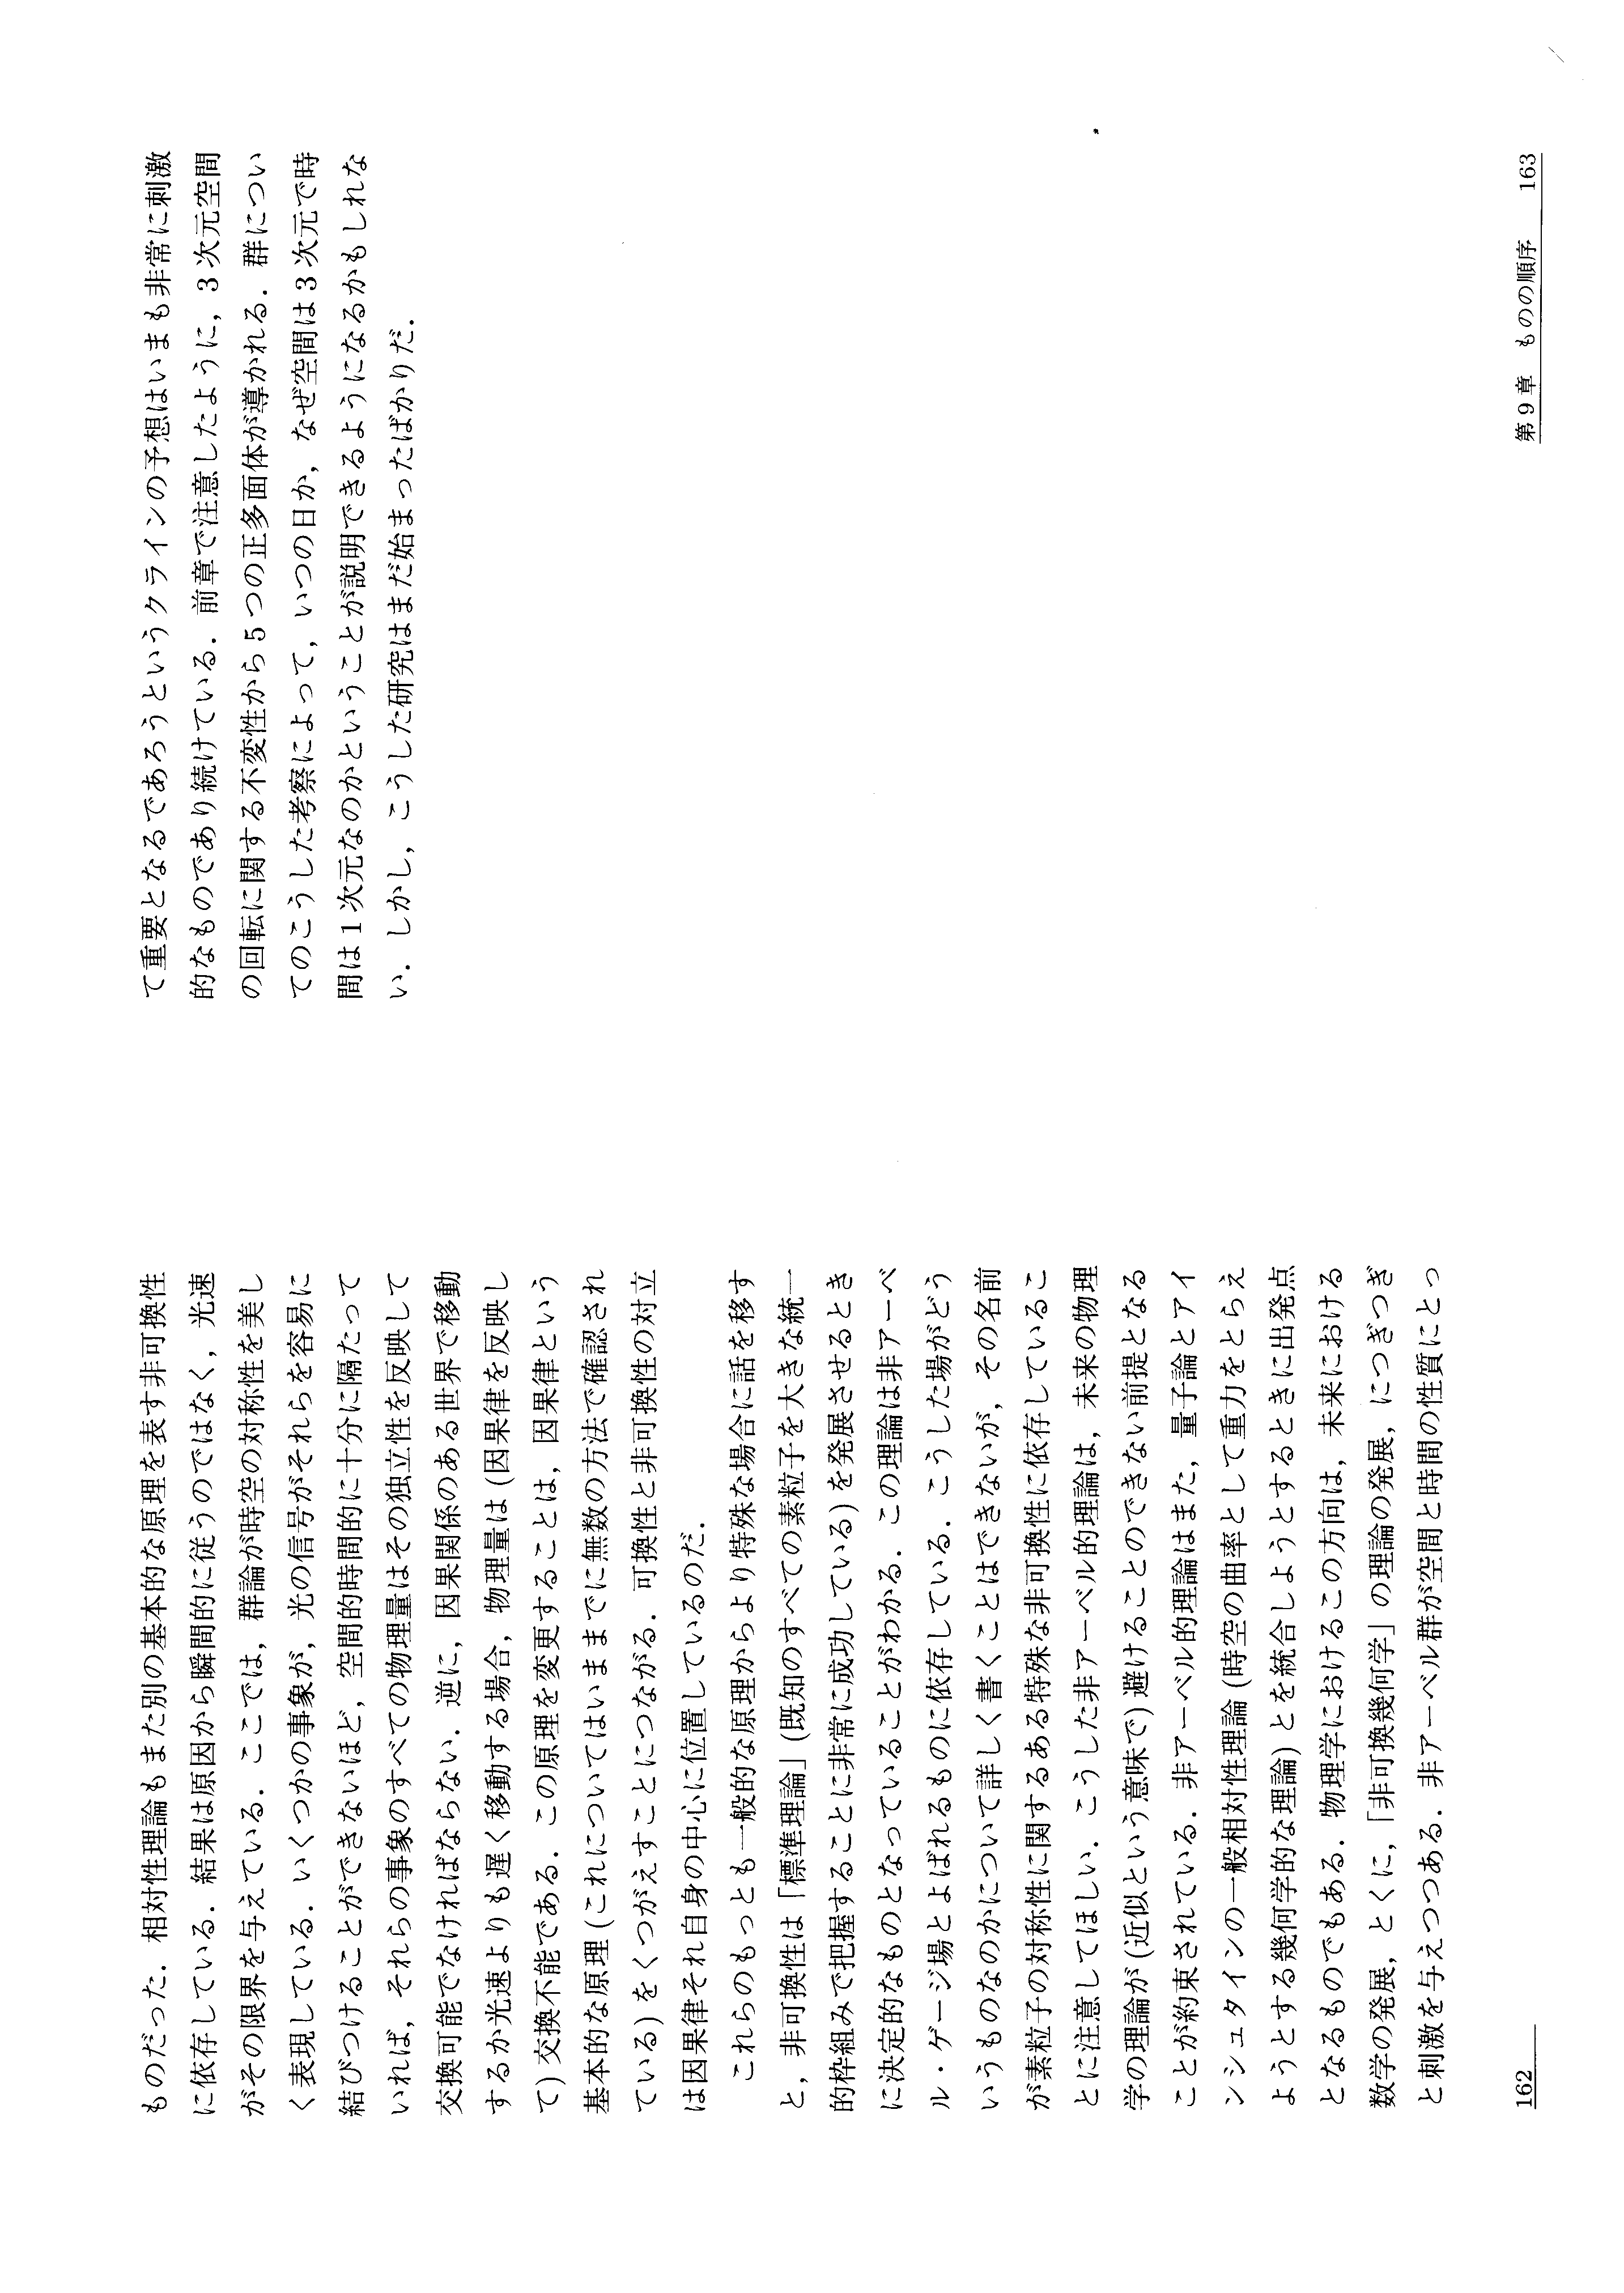 ものだった．相対性理論もまた別の基本的な原理を表す非可換性
に依存している．結果は原因から瞬間的に従うのではなく，光速
がその限界を与えている．ここでは，群論が時空の対称性を美し
く表現している．いくつかの事象が，光の信号がそれらを容易に
結びつけることができないほど，空間的時間的に十分に隔たって
いれば，それらの事象のすべての物理量はその独立性を反映して
交換可能でなければならない．逆に，因果関係のある世界で移動
するか光速よりも遅く移動する場合，物理量は（因果律を反映し
て）交換不能である．この原理を変更することは，因果律という
基本的な原理（これについてはいままでに無数の方法で確認され
ている）をくつがえすことにつながる．可換性と非可換性の対立
は因果律それ自身の中心に位置しているのだ．
これらのもっとも一般的な原理からより特殊な場合に話を移す
と，非可換性は「標準理論」（既知のすべての素粒子を大きな統一
的枠組みで把握することに非常に成功している）を発展させるとき
に決定的なものとなっていることがわかる．この理論は非アーベ
ル・ゲージ場とよばれるものに依存している．こうした場がどう
いうものなのかについて詳しく書くことはできないが，その名前
が素粒子の対称性に関するある特殊な非可換性に依存しているこ
とに注意してほしい．こうした非アーベル的理論は，未来の物理
学の理論が（近似という意味で）避けることのできない前提となる
ことが約束されている．非アーベル的理論はまた，量子論とアイ
ンシュタインの一般相対性理論（時空の曲率として重力をとらえ
ようとする幾何学的な理論）とを統合しようとするときに出発点
となるものでもある．物理学におけるこの方向は，未来における
数学の発展，とくに，「非可換幾何学」の理論の発展，につぎつぎ
と刺激を与えつつある．非アーベル群が空間と時間の性質にとっ
162
て重要となるであろうというクラインの予想はいまも非常に刺激
的なものであり続けている．前章で注意したように，3次元空間
の回転に関する不変性から5つの正多面体が導かれる．群につい
てのこうした考察によって，いつの日か，なぜ空間は3次元で時
間は1次元なのかということが説明できるようになるかもしれな
い．しかし，こうした研究はまだ始まったばかりだ．
第9章　ものの順序　163